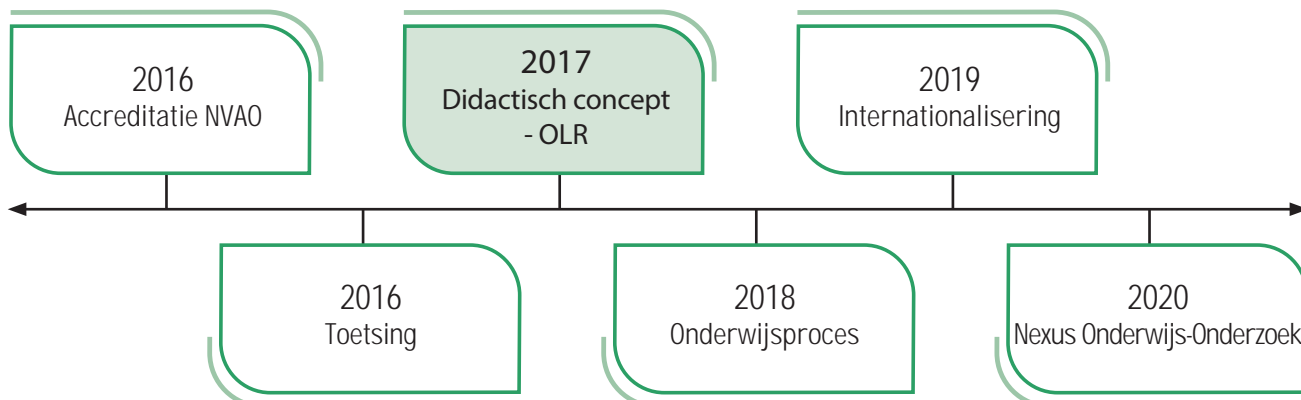 2016
Accreditatie NVAO
2017
Didactisch concept
- OLR
2019
Internationalisering
2016
Toetsing
2018
Onderwijsproces
2020
Nexus Onderwijs-Onderzoek